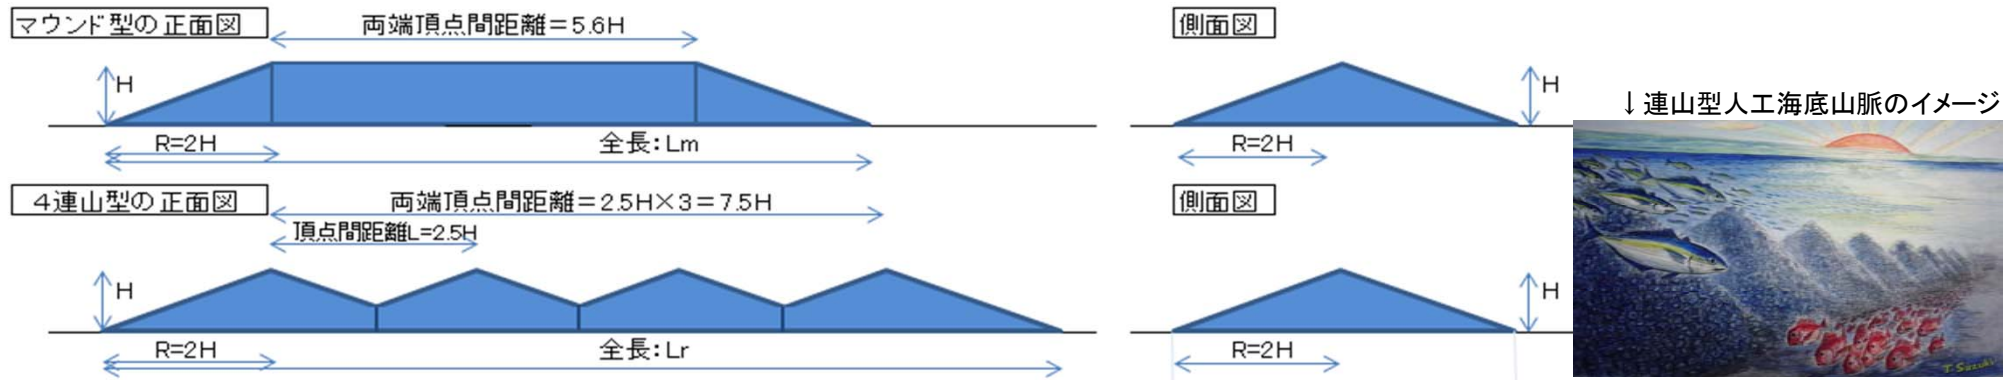 マウンド型の正面図
両端頂点間距離=5.6H
側面図
H
H
R=2H
全長:Lm
R=2H
↓連山型人工海底山脈のイメージ
4連山型の正面図
両端頂点間距離=2.5H×3=7.5H
側面図
頂点間距離L=2.5H
H
H
R=2H
全長:Lr
R=2H
T.Suzuki